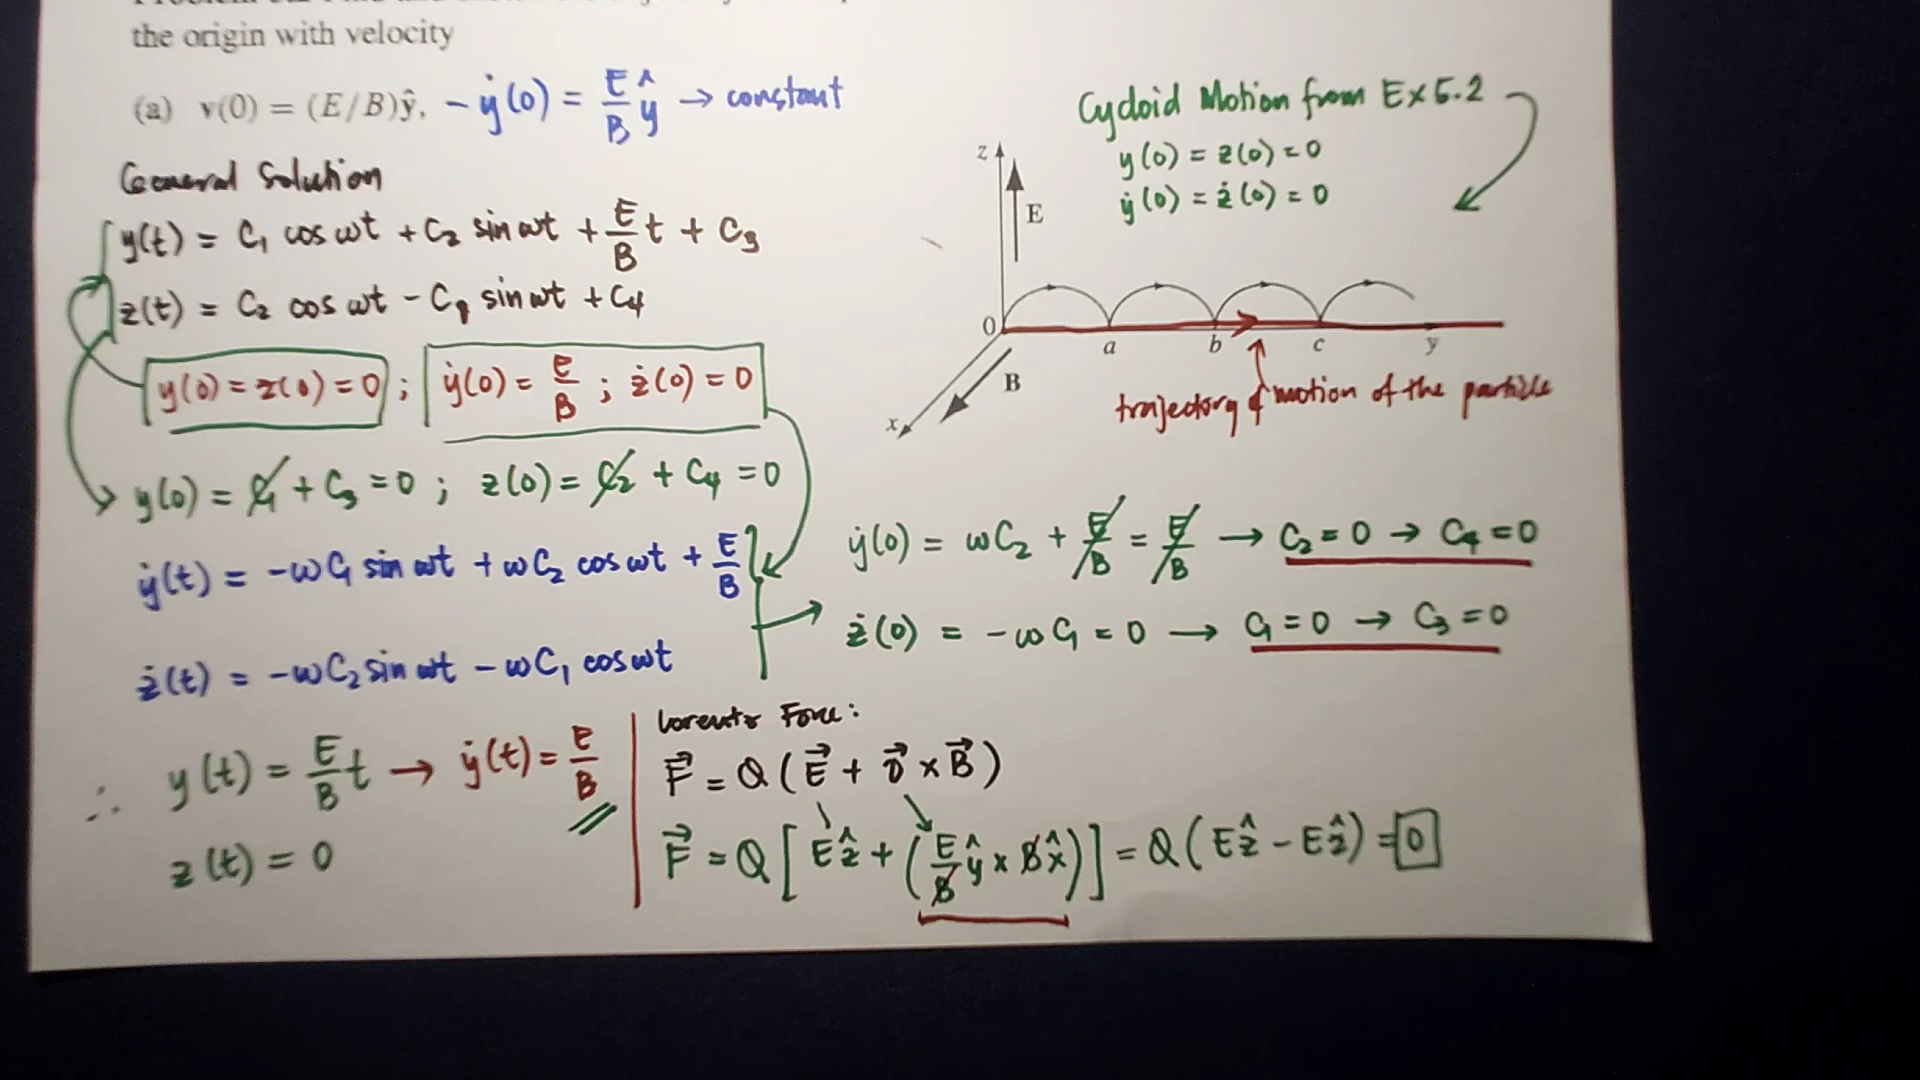 the origin with velocity
(a) v(0) = (E/B)ŷ, - ẏ(0) = E/B ŷ → constant
General Solution
y(t) = C₁ cos ωt + C₂ sin ωt + E/B t + C₃
z(t) = C₂ cos ωt - C₁ sin ωt + C₄
y(0) = z(0) = 0 ; ẏ(0) = E/B ; ż(0) = 0
y(0) = C₁ + C₃ = 0 ; z(0) = C₂ + C₄ = 0
ẏ(t) = -ωC₁ sin ωt + ωC₂ cos ωt + E/B
ż(t) = -ωC₂ sin ωt - ωC₁ cos ωt
∴ y(t) = E/B t → ẏ(t) = E/B
z(t) = 0
Cycloid Motion from Ex 5.2
y(0) = z(0) = 0
ẏ(0) = ż(0) = 0
z
E
0
a b c y
B
x
trajectory of motion of the particle
ẏ(0) = ωC₂ + E/B = E/B → C₂ = 0 → C₄ = 0
ż(0) = -ωC₁ = 0 → C₁ = 0 → C₃ = 0
Lorentz Force:
F⃗ = Q(E⃗ + v⃗ × B⃗)
F⃗ = Q[Eẑ + (E/B ŷ × Bx̂)] = Q(Eẑ - Eẑ) = 0